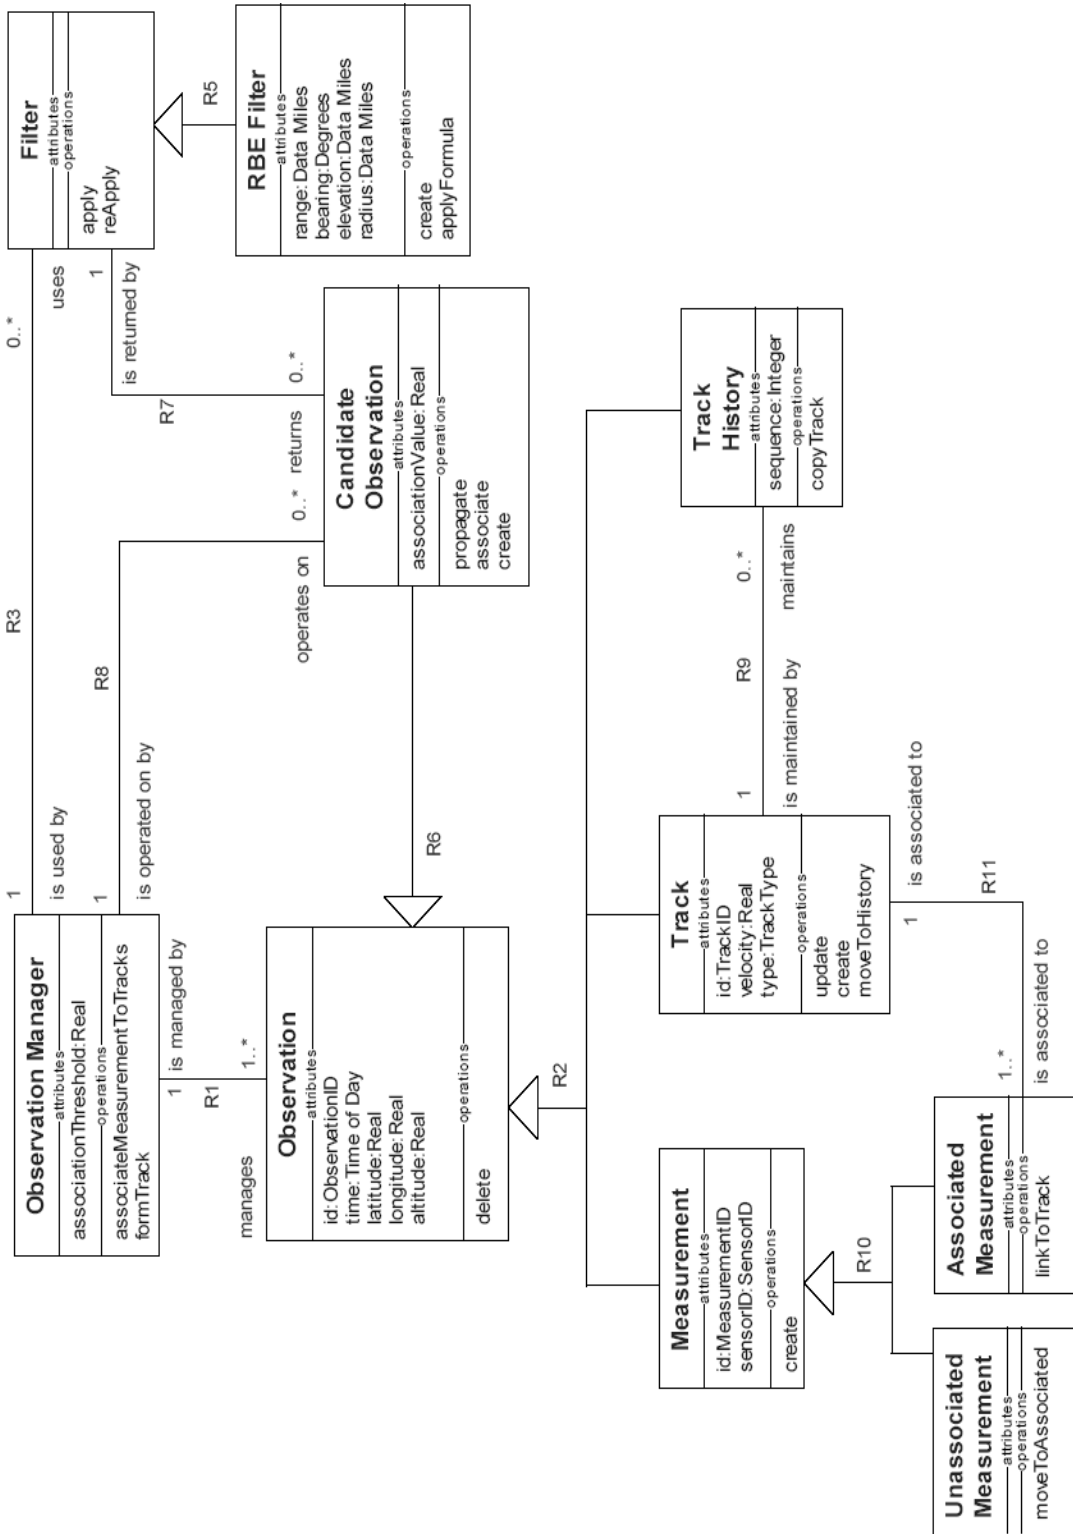 Observation Manager
attributes
associationThreshold:Real
operations
associateMeasurementToTracks
formTrack
1
is used by
R3
0..*
uses
Filter
attributes
operations
apply
reApply
1
is operated on by
R8
operates on
0..*
returns
R7
0..*
is returned by
1
R5
RBE Filter
attributes
range:Data Miles
bearing:Degrees
elevation:Data Miles
radius:Data Miles
operations
create
applyFormula
1
is managed by
R1
manages
1..*
Observation
attributes
id:ObservationID
time:Time of Day
latitude:Real
longitude:Real
altitude:Real
operations
delete
R6
Candidate
Observation
attributes
associationValue:Real
operations
propagate
associate
create
R2
Measurement
attributes
id:MeasurementID
sensorID:SensorID
operations
create
Track
attributes
id:TrackID
velocity:Real
type:TrackType
operations
update
create
moveToHistory
1
is maintained by
R9
0..*
maintains
Track
History
attributes
sequence:Integer
operations
copyTrack
R10
1
is associated to
R11
1..*
is associated to
Unassociated
Measurement
attributes
operations
moveToAssociated
Associated
Measurement
attributes
operations
linkToTrack